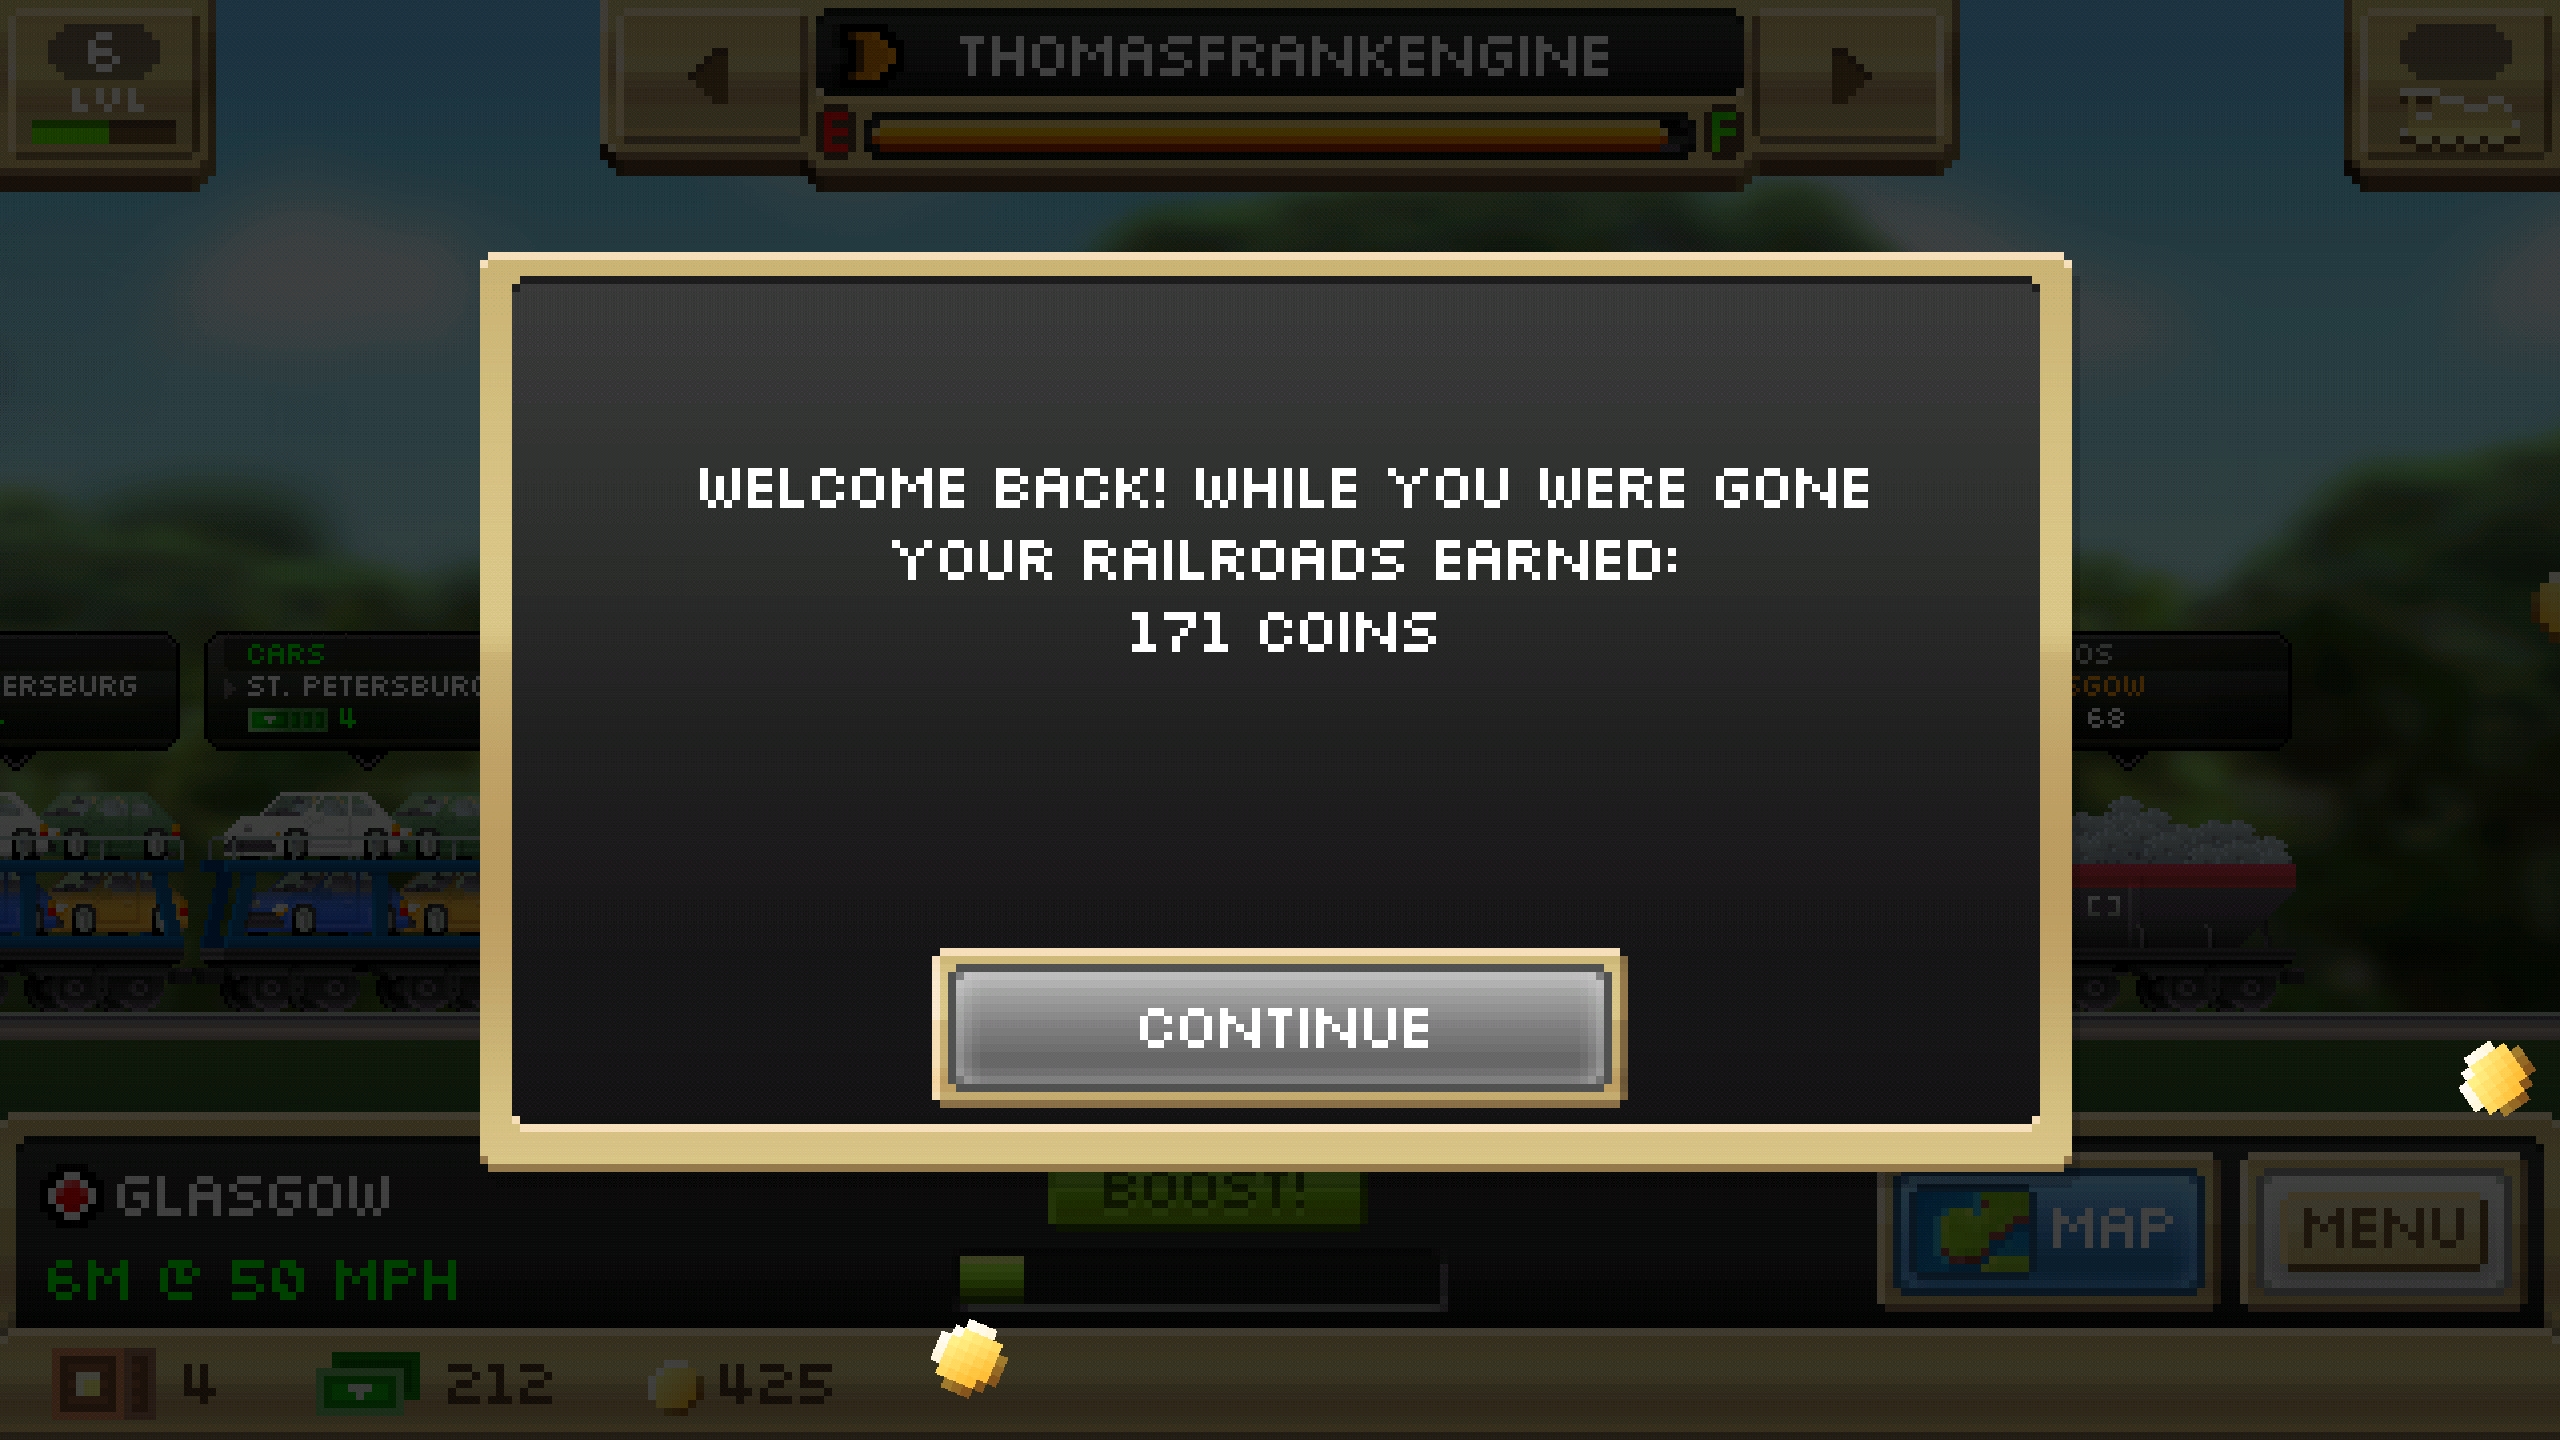 6
LVL
THOMASFRANKENGINE
E
F
WELCOME BACK! WHILE YOU WERE GONE
YOUR RAILROADS EARNED:
171 COINS
CONTINUE
CARS
ST. PETERSBURG
4
68
GLASGOW
6M @ 50 MPH
BOOST!
MAP
MENU
4
212
425